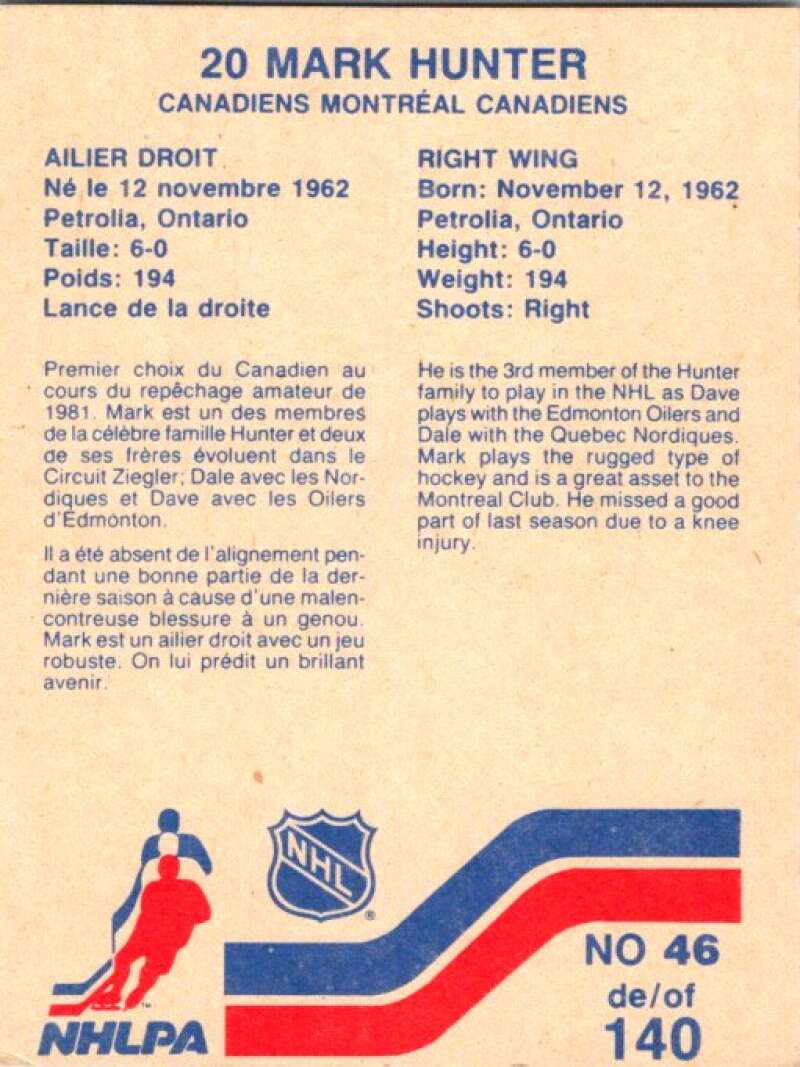 20 MARK HUNTER
CANADIENS MONTRÉAL CANADIENS
AILIER DROIT
Né le 12 novembre 1962
Petrolia, Ontario
Taille: 6-0
Poids: 194
Lance de la droite
Premier choix du Canadien au
cours du repêchage amateur de
1981. Mark est un des membres
de la célèbre famille Hunter et deux
de ses frères évoluent dans le
Circuit Ziegler; Dale avec les Nor-
diques et Dave avec les Oilers
d'Edmonton.
Il a été absent de l'alignement pen-
dant une bonne partie de la der-
nière saison à cause d'une malen-
contreuse blessure à un genou.
Mark est un ailier droit avec un jeu
robuste. On lui prédit un brillant
avenir.
RIGHT WING
Born: November 12, 1962
Petrolia, Ontario
Height: 6-0
Weight: 194
Shoots: Right
He is the 3rd member of the Hunter
family to play in the NHL as Dave
plays with the Edmonton Oilers and
Dale with the Quebec Nordiques.
Mark plays the rugged type of
hockey and is a great asset to the
Montreal Club. He missed a good
part of last season due to a knee
injury.
NHL
®
TM
NHLPA
NO 46
de/of
140